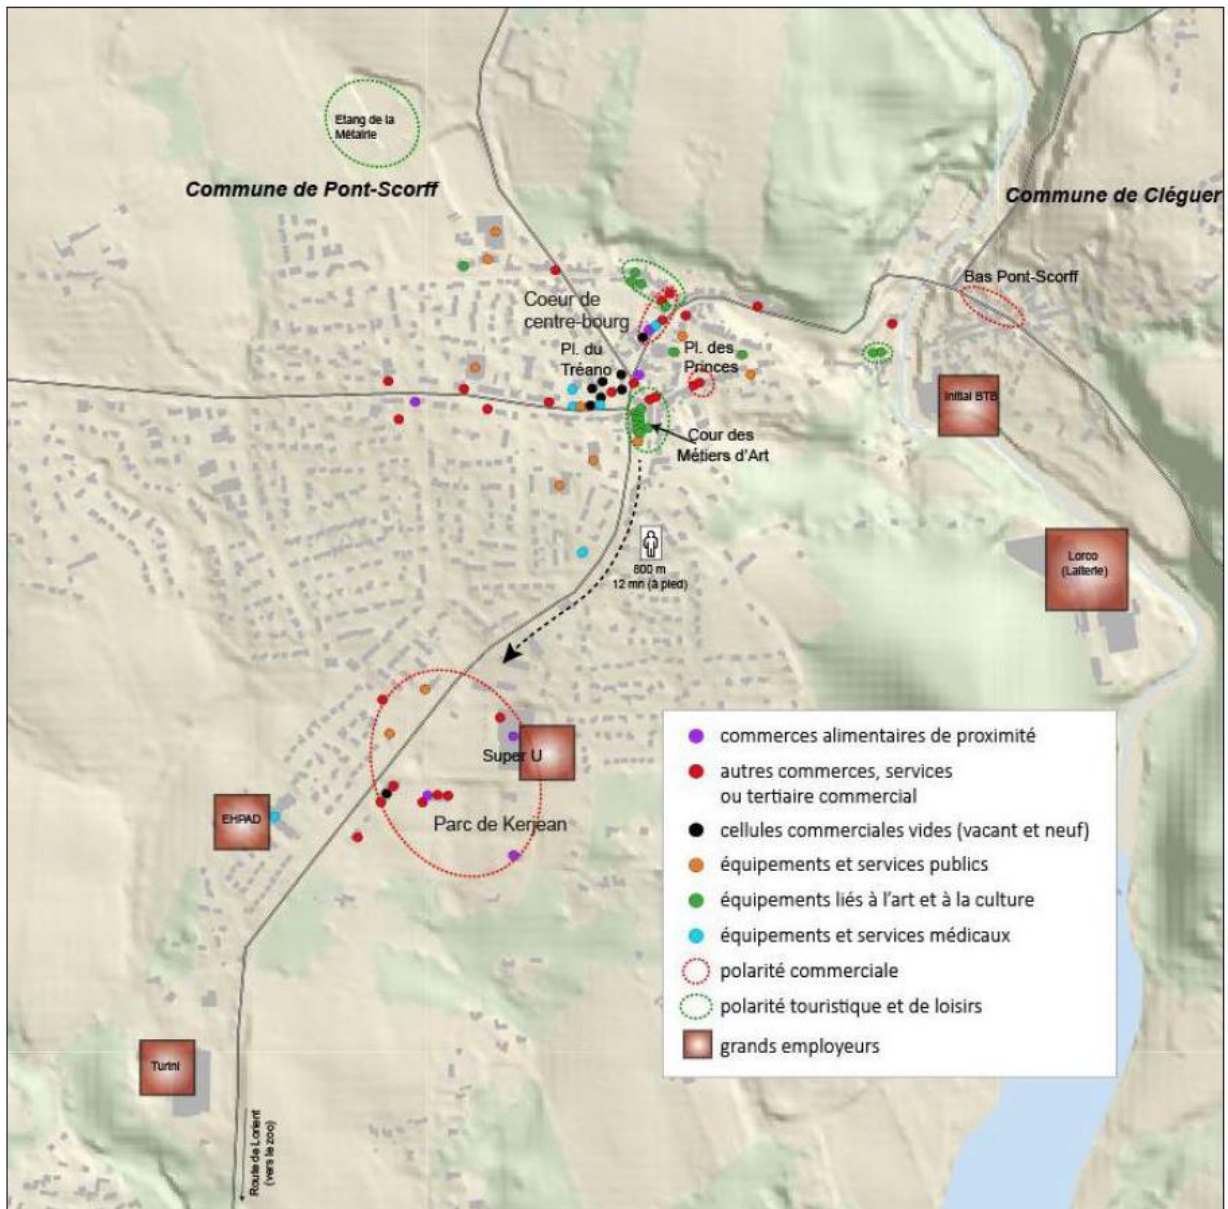 Etang de la
Métairie
Commune de Pont-Scorff
Commune de Cléguer
Bas Pont-Scorff
Coeur de
centre-bourg
Pl. du
Tréano
Pl. des
Princes
Initial BTB
Cour des
Métiers d'Art
800 m
12 mn (à pied)
Lorco
(Laiterie)
Super U
EHPAD
Parc de Kerjean
Turini
Route de Lorient
(vers le zoo)
commerces alimentaires de proximité
autres commerces, services
ou tertiaire commercial
cellules commerciales vides (vacant et neuf)
équipements et services publics
équipements liés à l'art et à la culture
équipements et services médicaux
polarité commerciale
polarité touristique et de loisirs
grands employeurs